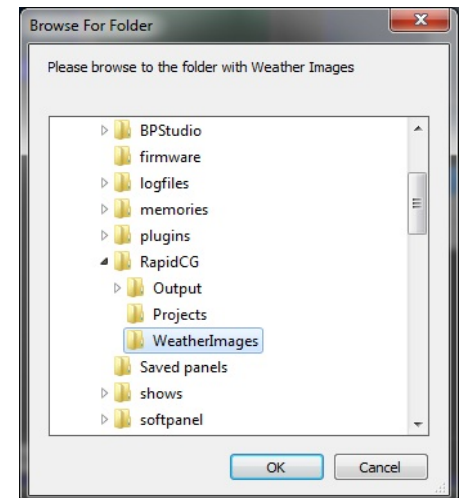 Browse For Folder
Please browse to the folder with Weather Images
BPStudio
firmware
logfiles
memories
plugins
RapidCG
Output
Projects
WeatherImages
Saved panels
shows
softpanel
OK Cancel